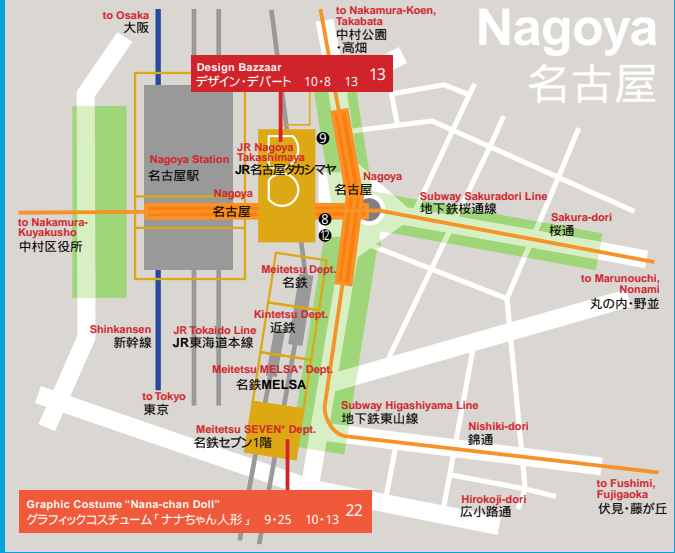 Nagoya
名古屋
to Osaka
大阪
to Nakamura-Koen,
Takabata
中村公園
・高畑
Design Bazzaar
デザイン・デパート 10・8 13 13
❾
Nagoya Station
名古屋駅
JR Nagoya
Takashimaya
JR名古屋タカシマヤ
Nagoya
名古屋
Nagoya
名古屋
❽
⓬
Subway Sakuradori Line
地下鉄桜通線
Sakura-dori
桜通
to Nakamura-
Kuyakusho
中村区役所
to Marunouchi,
Nonami
丸の内・野並
Meitetsu Dept.
名鉄
Kintetsu Dept.
近鉄
Shinkansen
新幹線
JR Tokaido Line
JR東海道本線
Meitetsu MELSA* Dept.
名鉄MELSA
to Tokyo
東京
Meitetsu SEVEN* Dept.
名鉄セブン1階
Subway Higashiyama Line
地下鉄東山線
Nishiki-dori
錦通
to Fushimi,
Fujigaoka
伏見・藤が丘
Hirokoji-dori
広小路通
Graphic Costume “Nana-chan Doll”
グラフィックコスチューム「ナナちゃん人形」 9・25 10・13 22